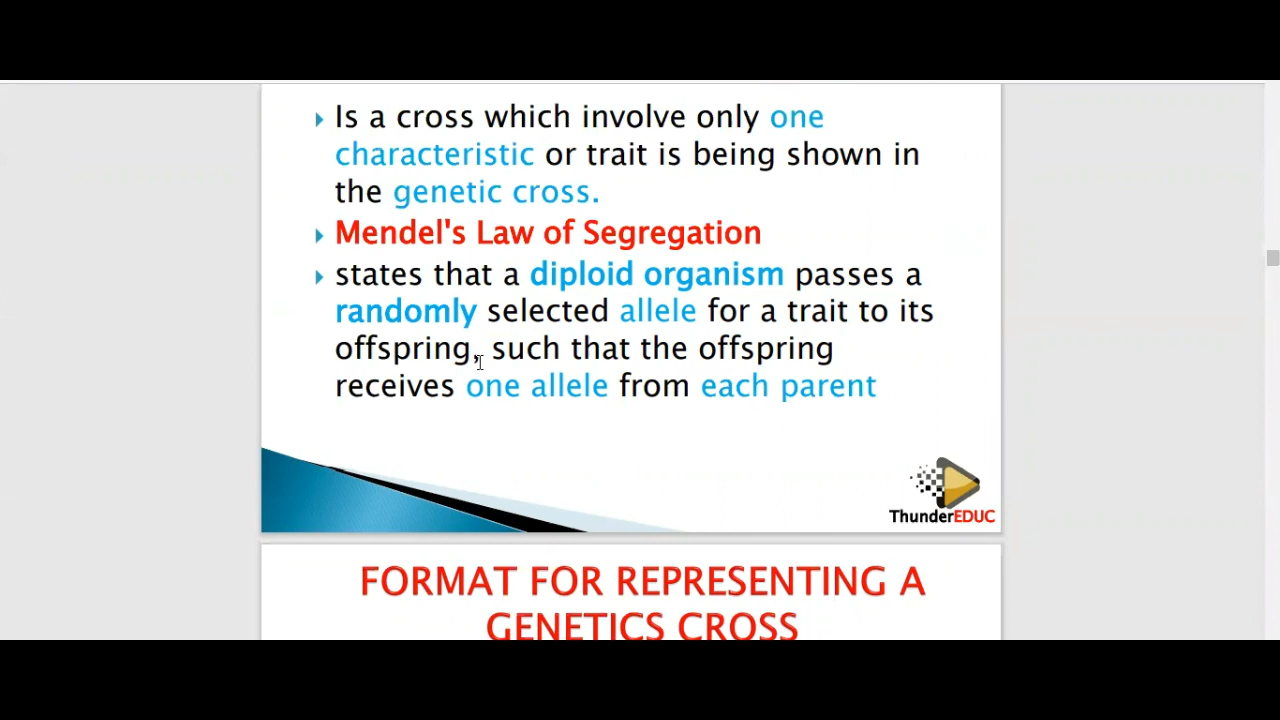 Is a cross which involve only one
characteristic or trait is being shown in
the genetic cross.
Mendel's Law of Segregation
states that a diploid organism passes a
randomly selected allele for a trait to its
offspring, such that the offspring
receives one allele from each parent
ThunderEDUC
FORMAT FOR REPRESENTING A
GENETICS CROSS